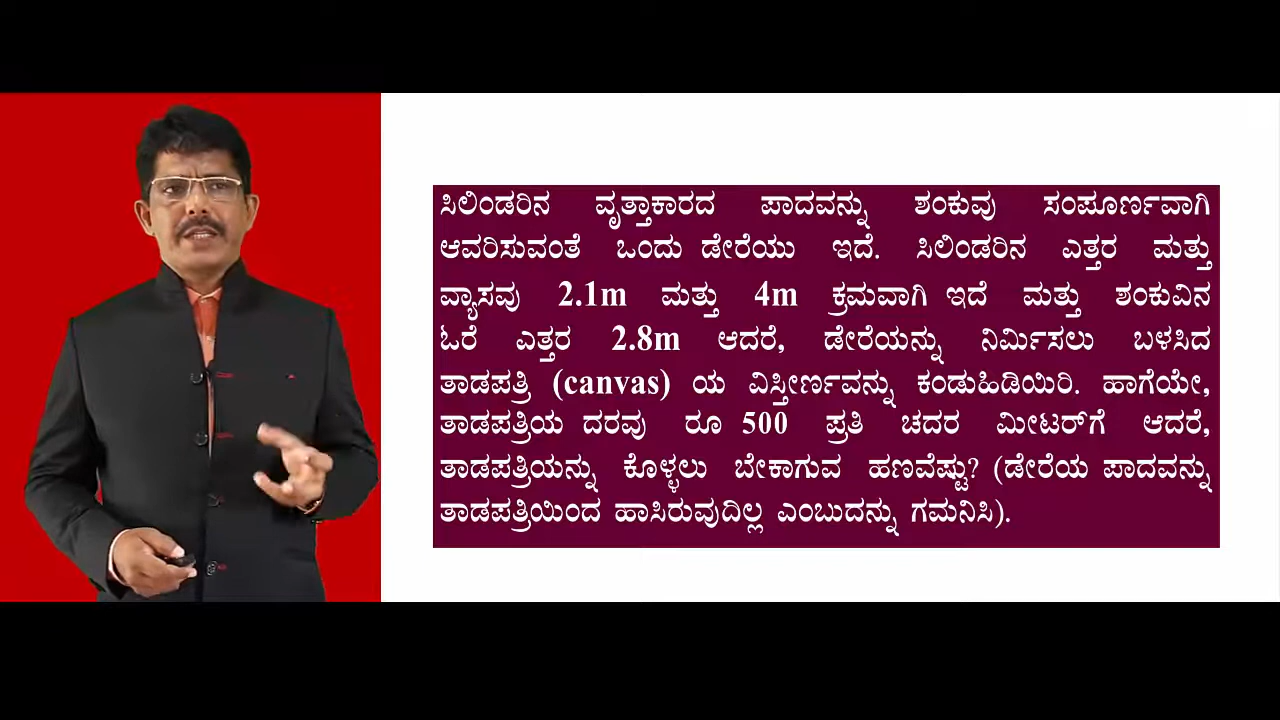 ಸಿಲಿಂಡರಿನ ವೃತ್ತಾಕಾರದ ಪಾದವನ್ನು ಶಂಕುವು ಸಂಪೂರ್ಣವಾಗಿ
ಆವರಿಸುವಂತೆ ಒಂದು ಡೇರೆಯು ಇದೆ. ಸಿಲಿಂಡರಿನ ಎತ್ತರ ಮತ್ತು
ವ್ಯಾಸವು 2.1m ಮತ್ತು 4m ಕ್ರಮವಾಗಿ ಇದೆ ಮತ್ತು ಶಂಕುವಿನ
ಓರೆ ಎತ್ತರ 2.8m ಆದರೆ, ಡೇರೆಯನ್ನು ನಿರ್ಮಿಸಲು ಬಳಸಿದ
ತಾಡಪತ್ರಿ (canvas) ಯ ವಿಸ್ತೀರ್ಣವನ್ನು ಕಂಡುಹಿಡಿಯಿರಿ. ಹಾಗೆಯೇ,
ತಾಡಪತ್ರಿಯ ದರವು ರೂ 500 ಪ್ರತಿ ಚದರ ಮೀಟರ್‌ಗೆ ಆದರೆ,
ತಾಡಪತ್ರಿಯನ್ನು ಕೊಳ್ಳಲು ಬೇಕಾಗುವ ಹಣವೆಷ್ಟು? (ಡೇರೆಯ ಪಾದವನ್ನು
ತಾಡಪತ್ರಿಯಿಂದ ಹಾಸಿರುವುದಿಲ್ಲ ಎಂಬುದನ್ನು ಗಮನಿಸಿ).